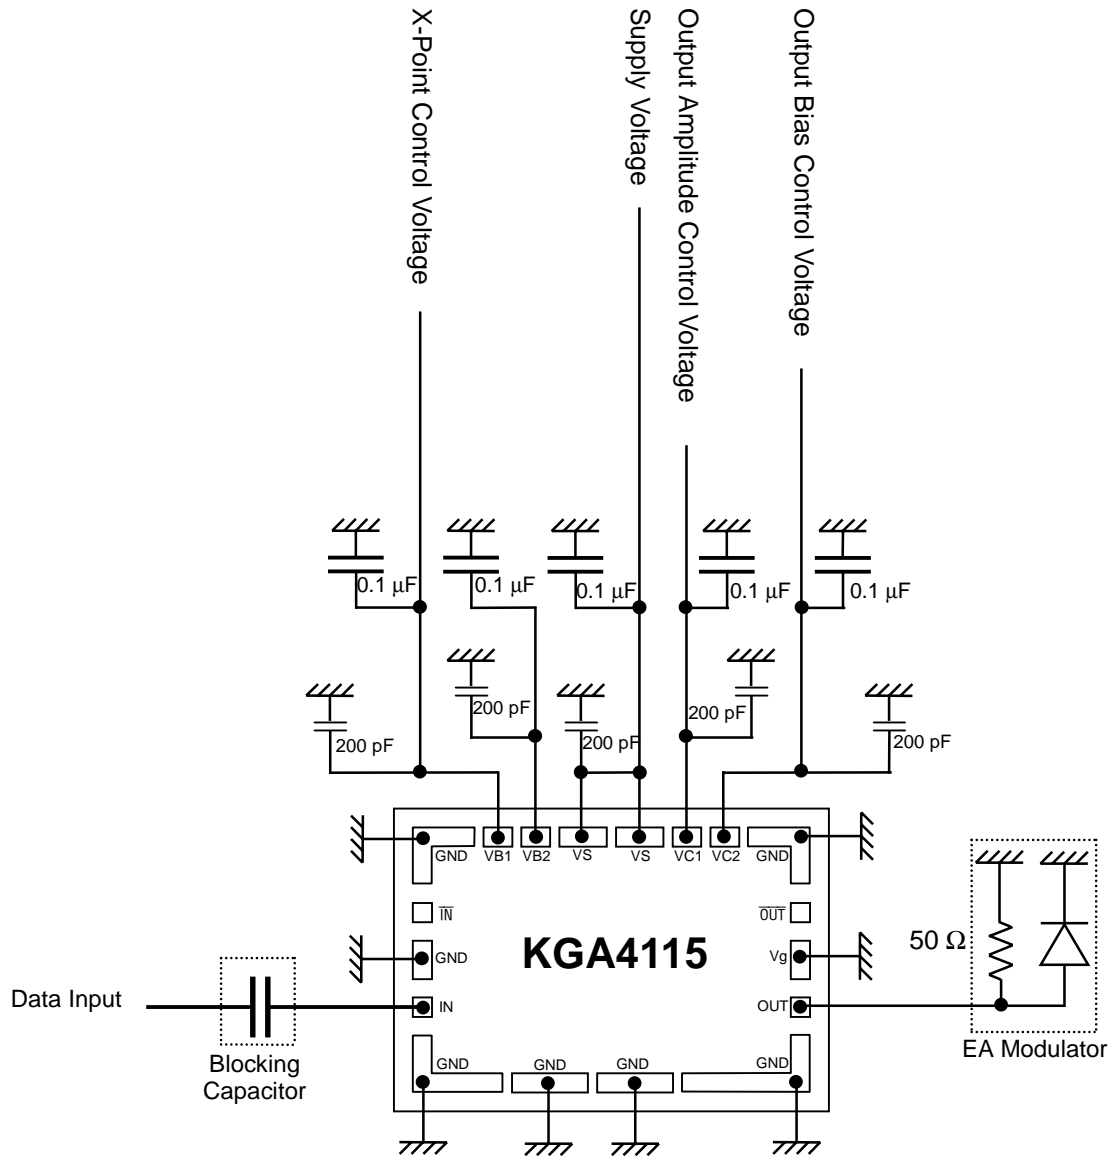 X-Point Control Voltage
Supply Voltage
Output Amplitude Control Voltage
Output Bias Control Voltage
0.1 μF
0.1 μF
0.1 μF
0.1 μF
0.1 μF
200 pF
200 pF
200 pF
200 pF
200 pF
GND
VB1
VB2
VS
VS
VC1
VC2
GND
IN
OUT
KGA4115
GND
Vg
50 Ω
Data Input
IN
OUT
Blocking
Capacitor
EA Modulator
GND
GND
GND
GND